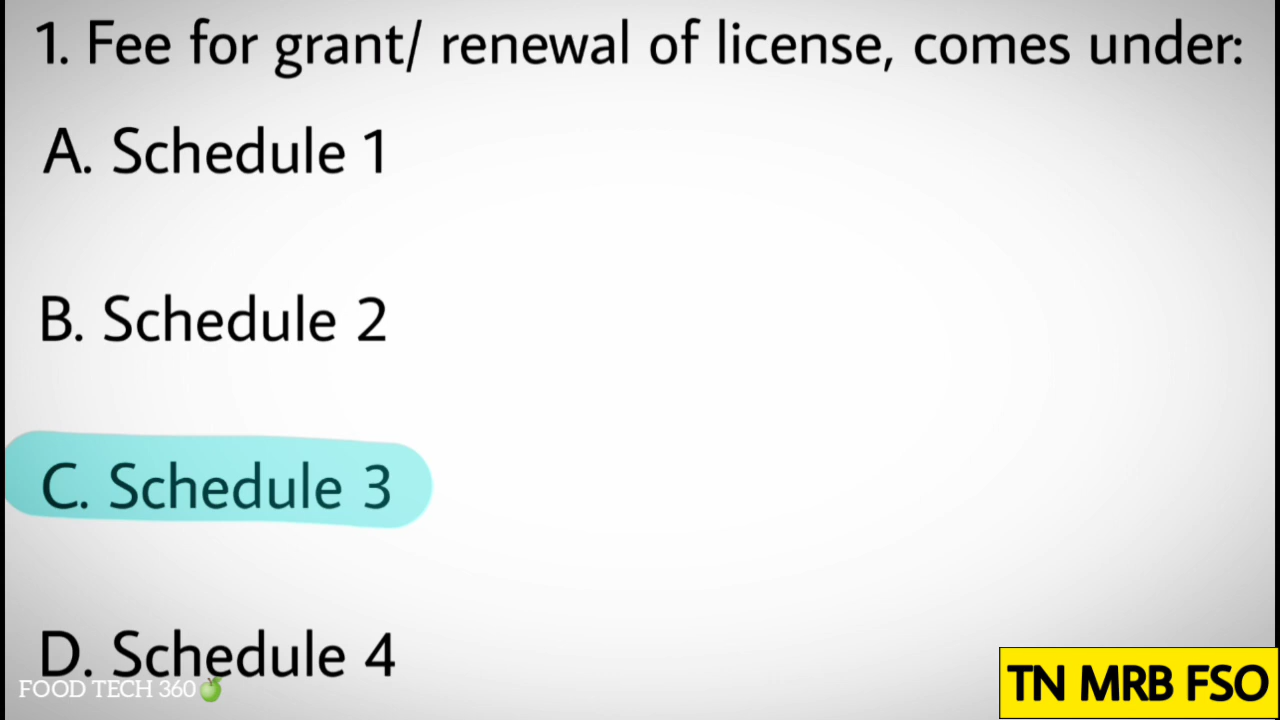 1. Fee for grant/ renewal of license, comes under:
A. Schedule 1
B. Schedule 2
C. Schedule 3
D. Schedule 4
FOOD TECH 360
TN MRB FSO